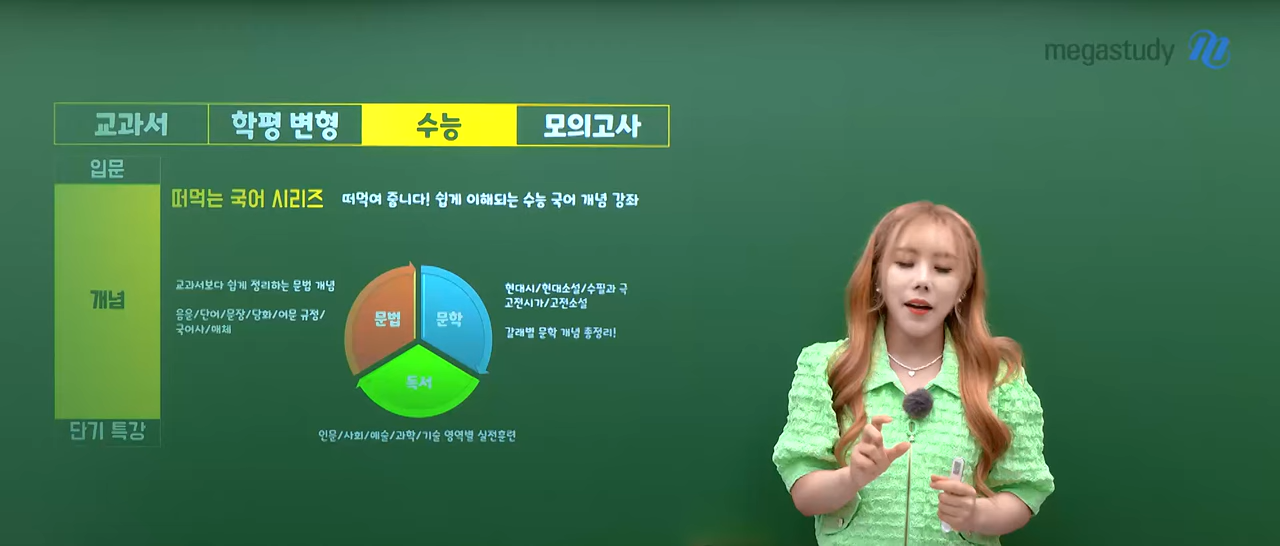 megastudy
교과서 학평 변형 수능 모의고사
입문
떠먹는 국어 시리즈 떠먹여 줍니다! 쉽게 이해되는 수능 국어 개념 강좌
개념
교과서보다 쉽게 정리하는 문법 개념
음운/단어/문장/담화/어문 규정/
국어사/매체
문법
문학
독서
현대시/현대소설/수필과 극
고전시가/고전소설
갈래별 문학 개념 총정리!
단기 특강
인문/사회/예술/과학/기술 영역별 실전훈련